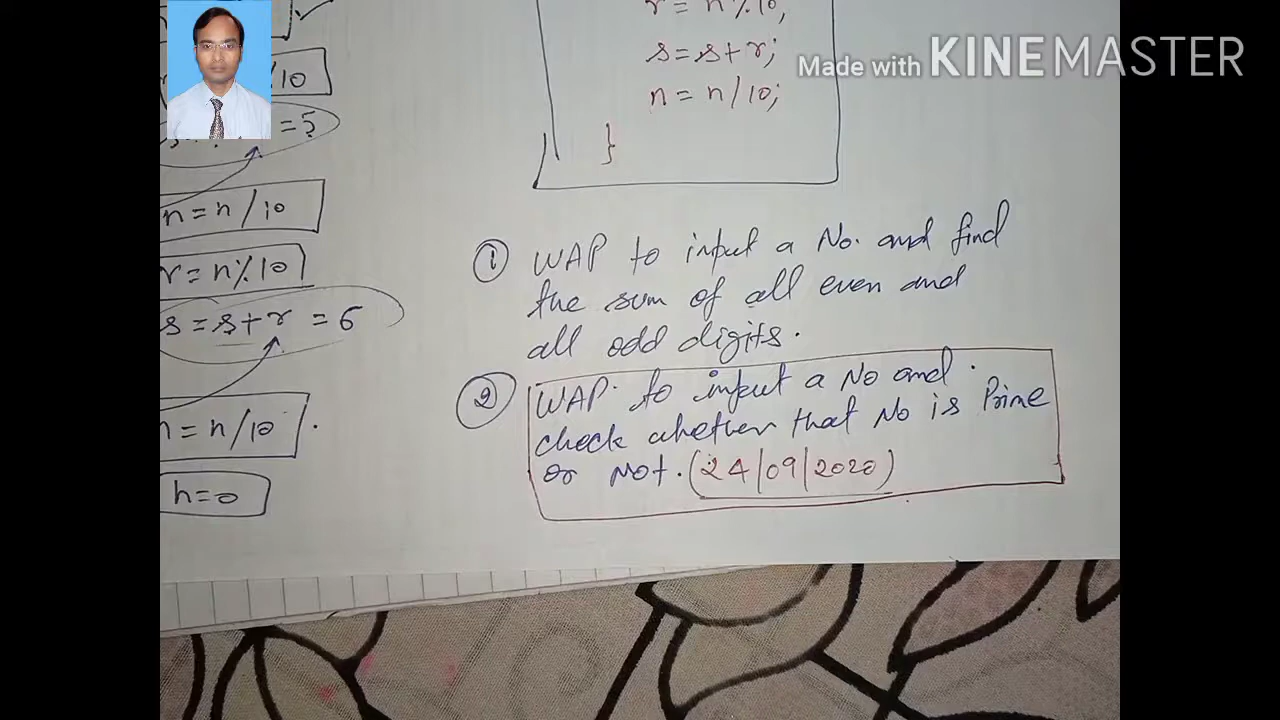 /10
= 5
n = n / 10
r = n % 10
s = s + r = 6
n = n / 10
n = 0
r = n % 10;
s = s + r;
n = n / 10;
}
Made with KINEMASTER
① WAP to input a No. and find
the sum of all even and
all odd digits.
② WAP to input a No and
check whether that No is Prime
or Not. (24/09/2020)